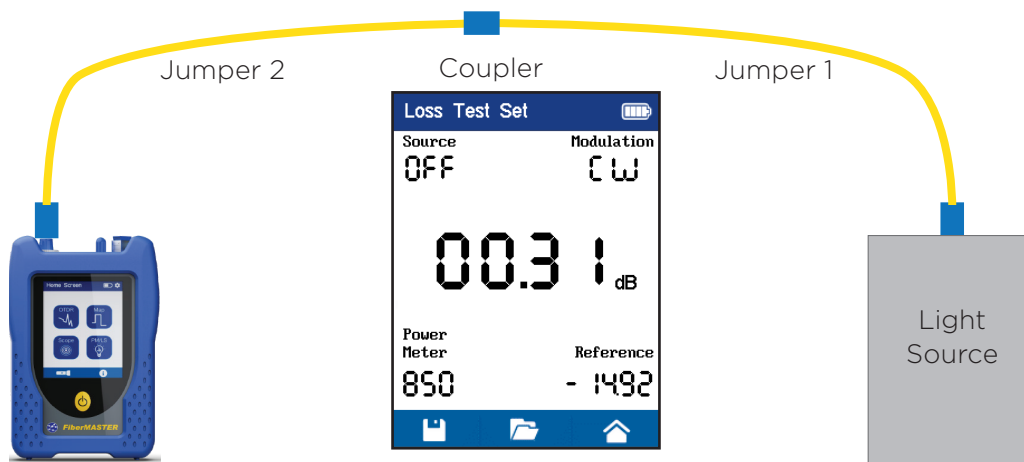 Jumper 2
Coupler
Jumper 1
Loss Test Set
Source
Modulation
OFF
CW
00.31 dB
Power
Meter
Reference
850
- 14.92
Home Screen
OTDR
Map
Scope
PM/LS
FiberMASTER
Light
Source